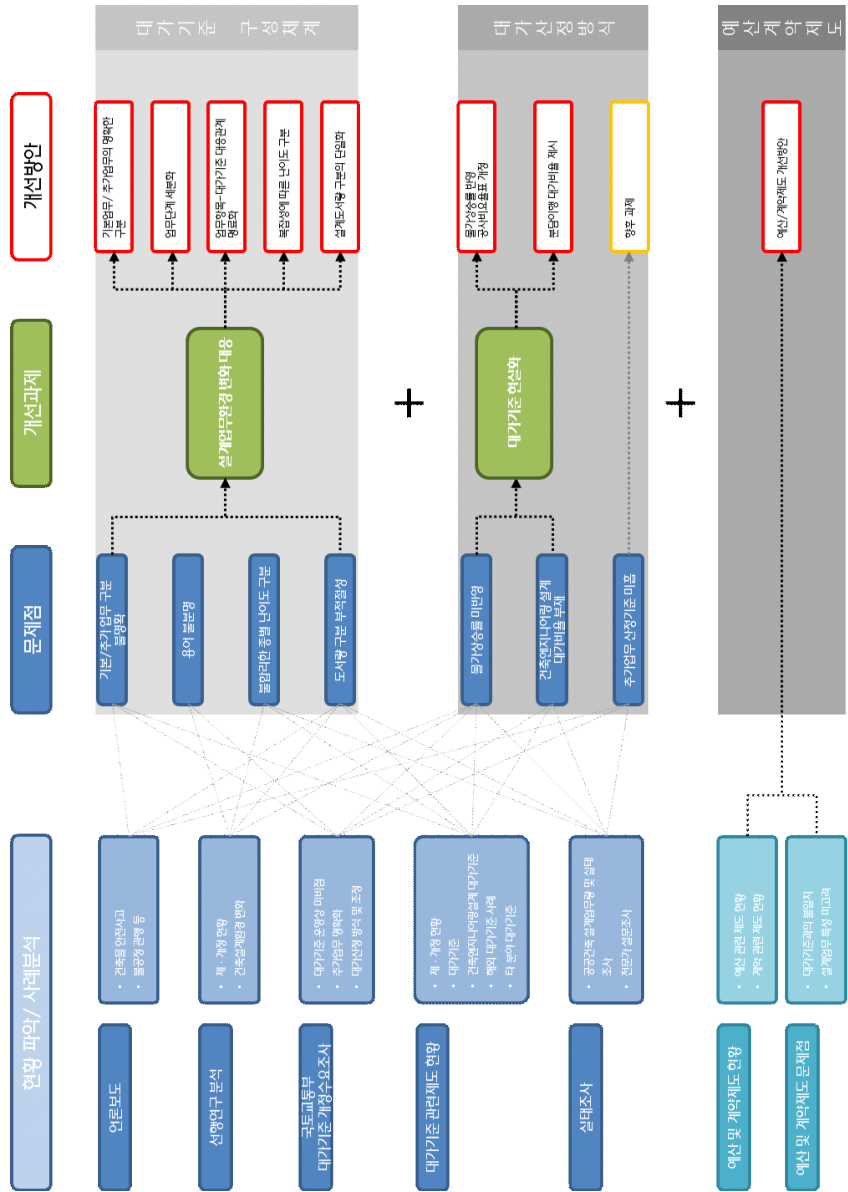 현황 파악/ 사례분석
문제점
개선과제
개선방안
언론보도
• 건축물 안전사고
• 불공정 관행 등
선행연구 분석
• 제 · 개정 현황
• 건축설계환경 변화
국토교통부
대가기준 개정수요조사
• 대가기준 운영상 미비점
• 추가업무 명확화
• 대가산정 방식 및 조정
대가기준 관련제도 현황
• 제 · 개정 현황
• 대가기준
• 건축엔지니어링설계 대가기준
• 해외 대가기준 사례
• 타 분야 대가기준
실태조사
• 공공건축 설계업무량 및 실태
조사
• 전문가 설문조사
예산 및 계약제도 현황
• 예산 관련 제도 현황
• 계약 관련 제도 현황
예산 및 계약제도 문제점
• 대가기준과의 불일치
• 설계업무 특성 미고려
기본/추가 업무 구분
불명확
용어 불분명
불합리한 종별 난이도 구분
도서량 구분 부적절성
설계업무환경 변화 대응
기본업무/ 추가업무의 명확한
구분
업무단계 세분화
업무항목-대가기준 대응관계
명료화
복잡성에 따른 난이도 구분
설계도서량 구분의 단일화
대가기준 구성체계
+
물가상승률 미반영
건축엔지니어링 설계
대가비율 부재
추가업무 산정기준 미흡
대가기준 현실화
물가상승률 반영
공사비요율표 개정
분담이행 대가비율 제시
향후 과제
대가산정방식
+
예산/계약제도 개선방안
예산계약제도